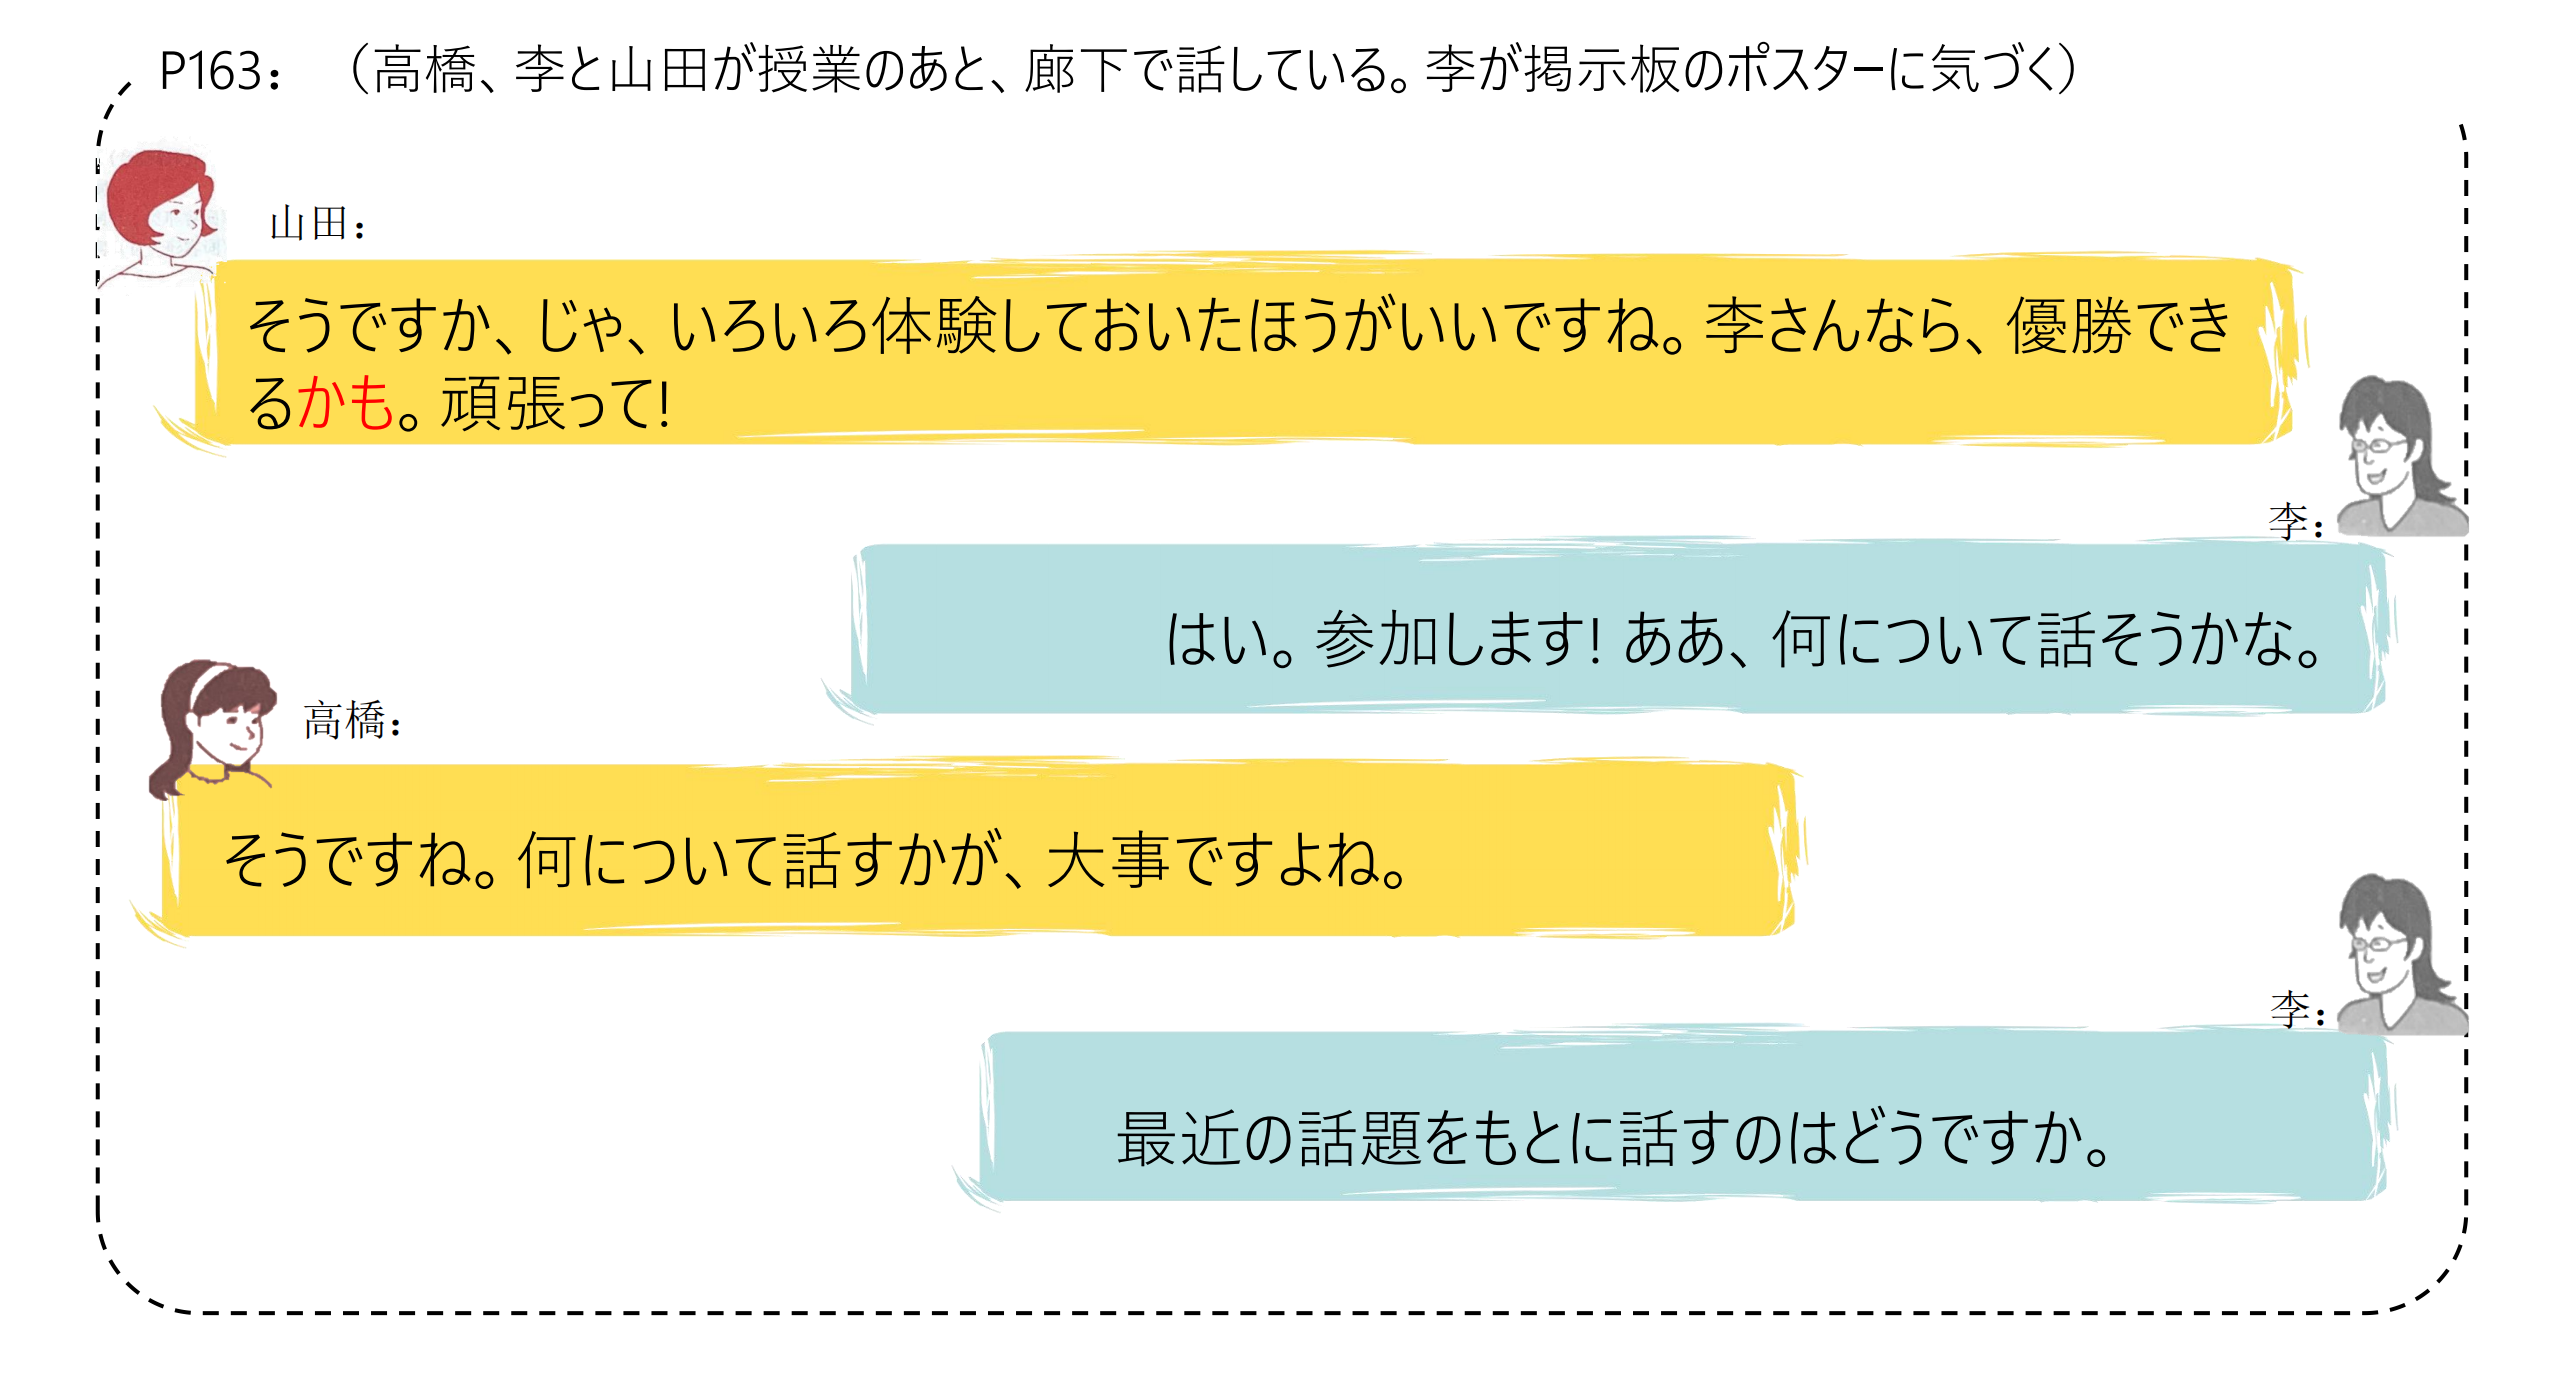 P163： （高橋、李と山田が授業のあと、廊下で話している。李が掲示板のポスターに気づく）
山田：
そうですか、じゃ、いろいろ体験しておいたほうがいいですね。李さんなら、優勝でき
るかも。頑張って！
李：
はい。参加します！ああ、何について話そうかな。
高橋：
そうですね。何について話すかが、大事ですよね。
李：
最近の話題をもとに話すのはどうですか。